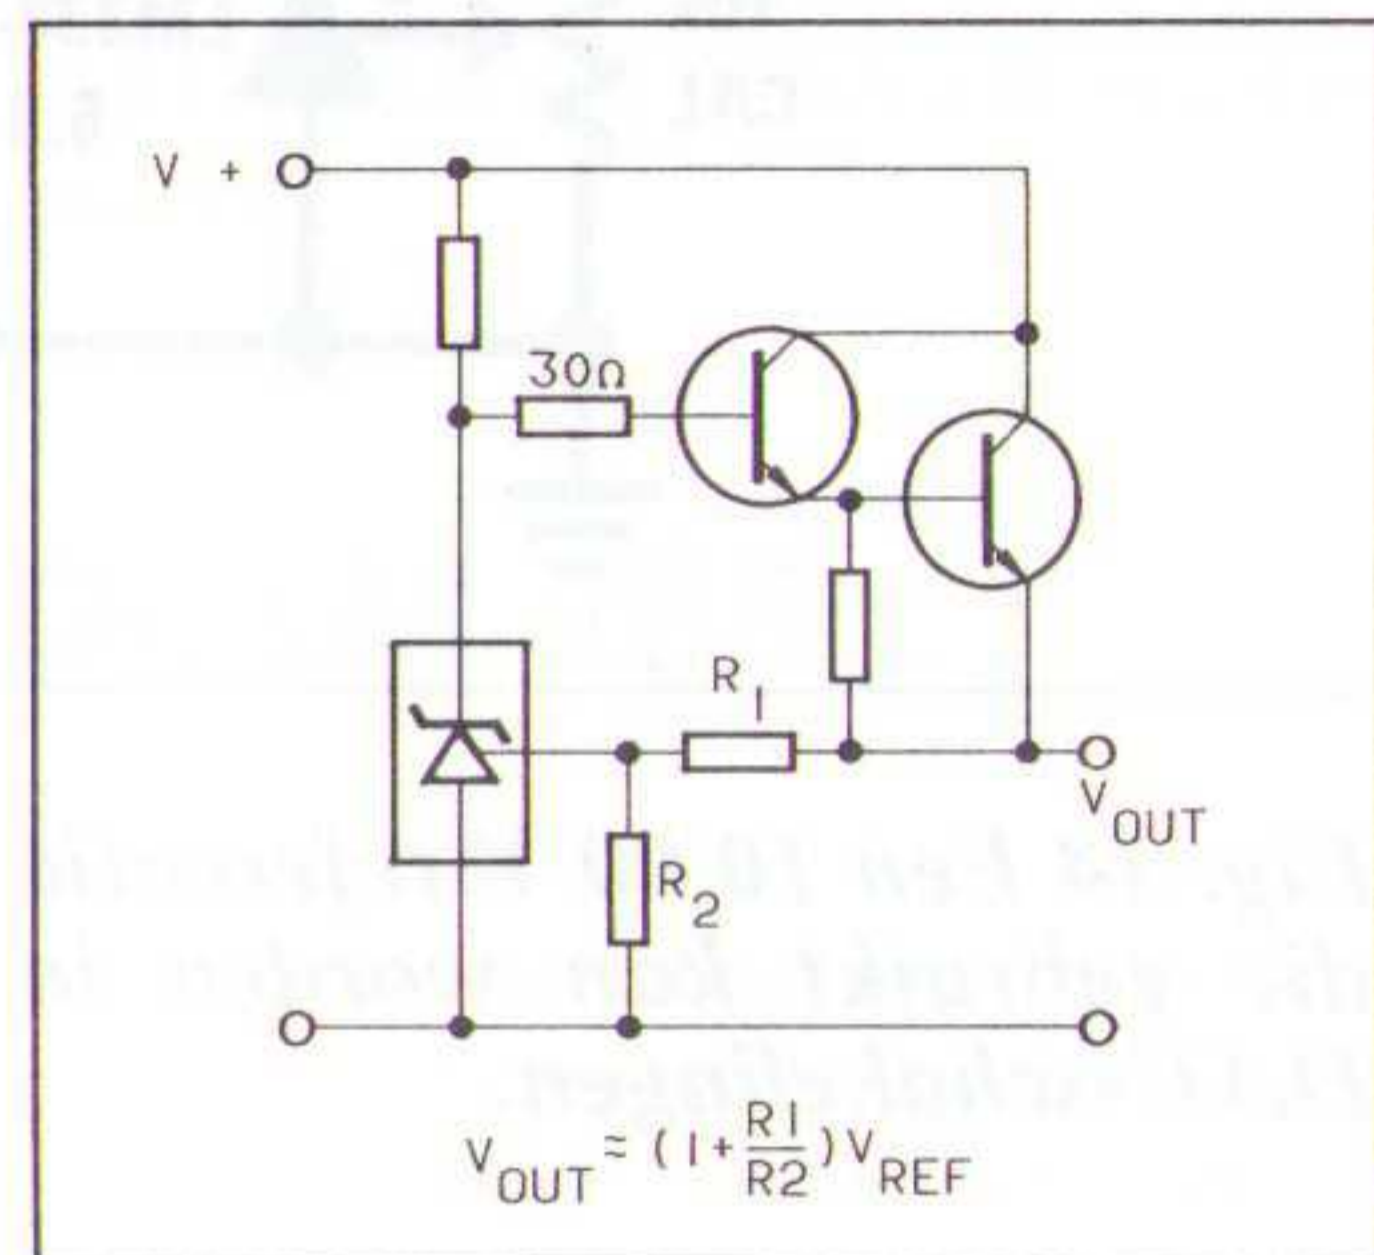 V +
30Ω
R1
VOUT
R2
VOUT ≈ (1+R1/R2)VREF